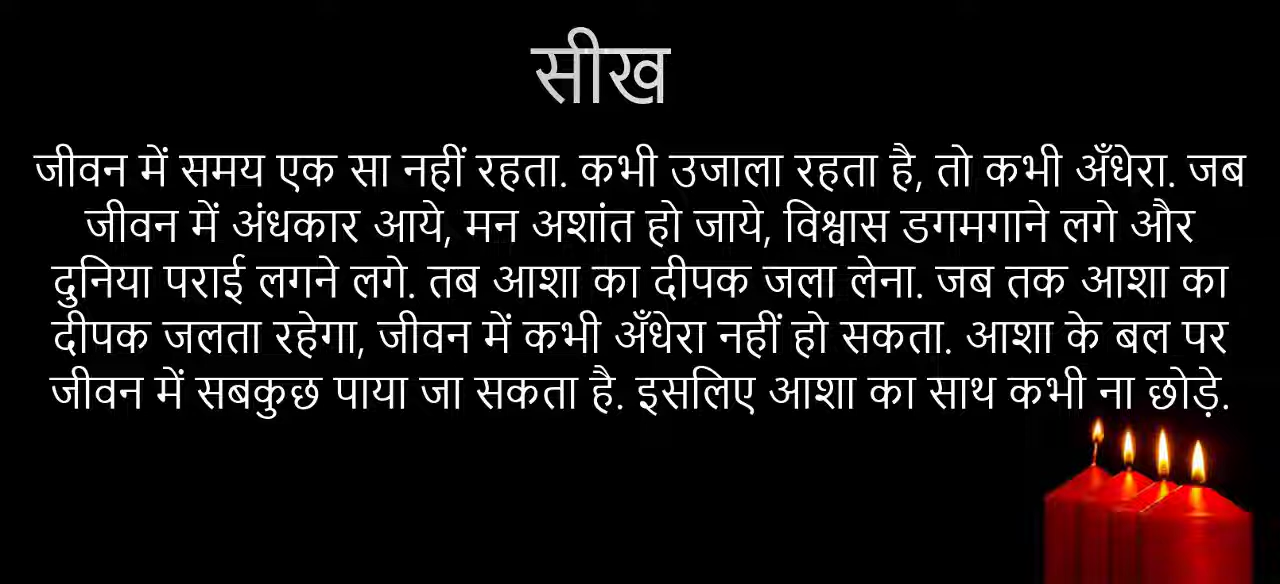 सीख
जीवन में समय एक सा नहीं रहता. कभी उजाला रहता है, तो कभी अँधेरा. जब
जीवन में अंधकार आये, मन अशांत हो जाये, विश्वास डगमगाने लगे और
दुनिया पराई लगने लगे. तब आशा का दीपक जला लेना. जब तक आशा का
दीपक जलता रहेगा, जीवन में कभी अँधेरा नहीं हो सकता. आशा के बल पर
जीवन में सबकुछ पाया जा सकता है. इसलिए आशा का साथ कभी ना छोड़े.